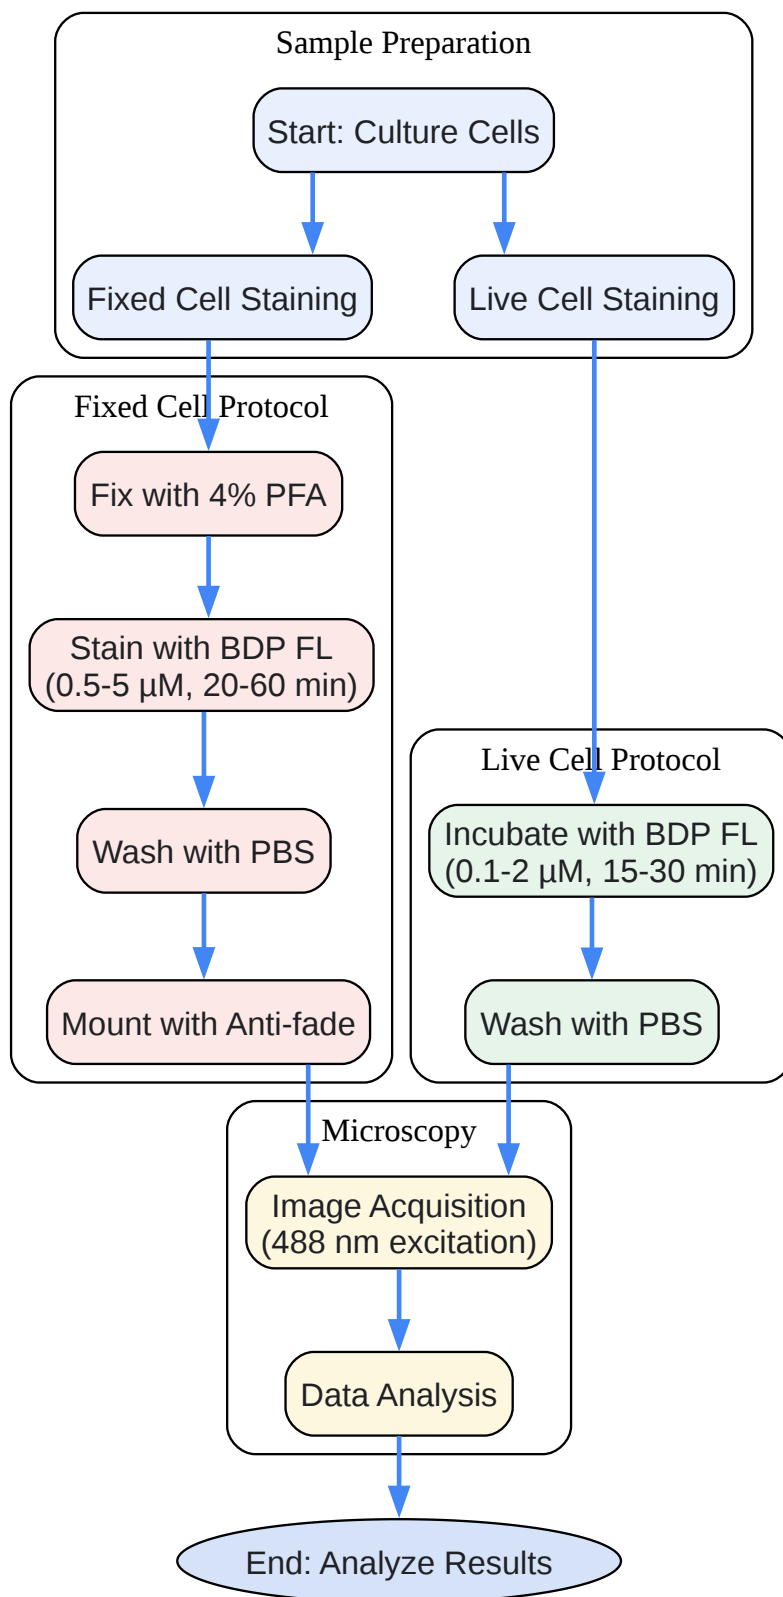 Sample Preparation
Start: Culture Cells
Fixed Cell Staining
Live Cell Staining
Fixed Cell Protocol
Fix with 4% PFA
Stain with BDP FL
(0.5-5 µM, 20-60 min)
Wash with PBS
Mount with Anti-fade
Live Cell Protocol
Incubate with BDP FL
(0.1-2 µM, 15-30 min)
Wash with PBS
Microscopy
Image Acquisition
(488 nm excitation)
Data Analysis
End: Analyze Results